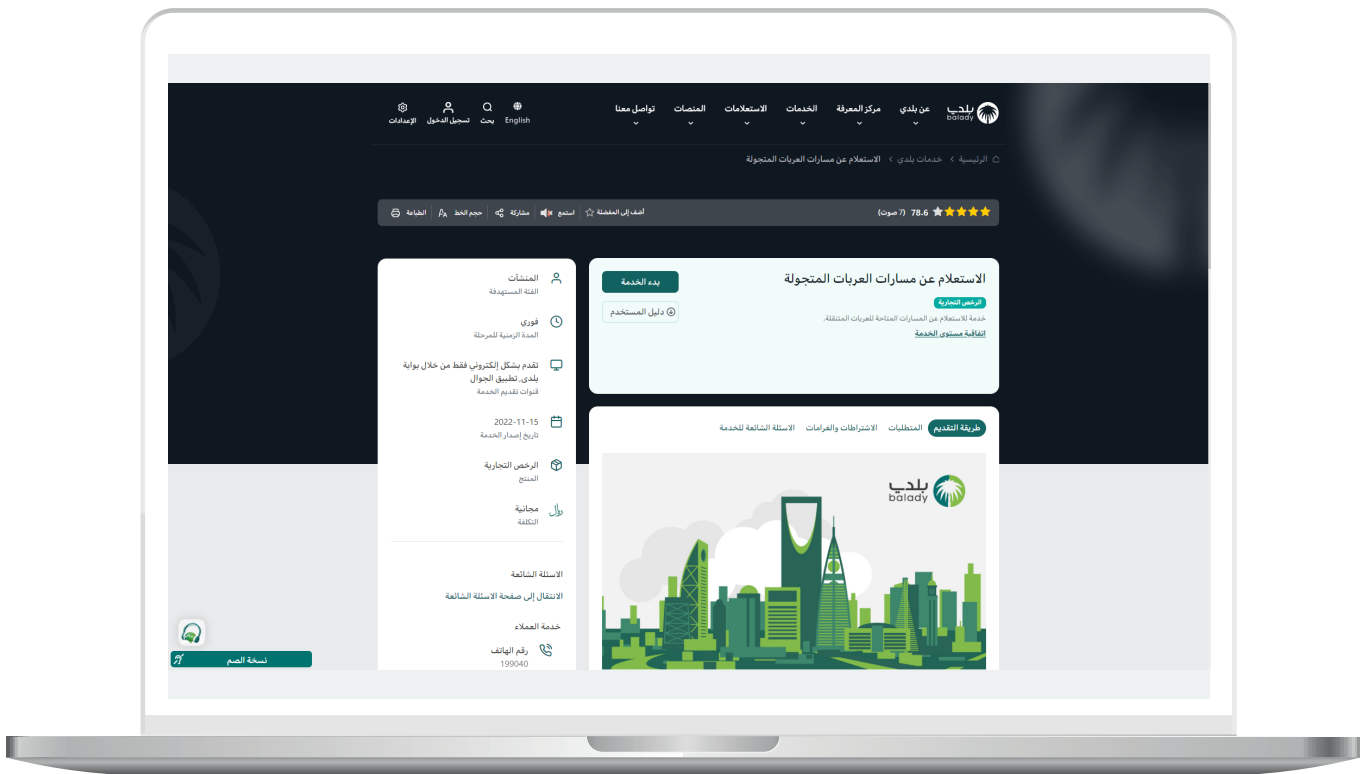 بلدي
balady
عن بلدي
مركز المعرفة
الخدمات
الاستعلامات
المنصات
تواصل معنا
English
بحث
تسجيل الدخول
الإعدادات
الرئيسية › خدمات بلدي › الاستعلام عن مسارات العربات المتجولة
78.6 (7 صوت)
أضف إلى المفضلة
استمع
مشاركة
حجم الخط
الطباعة
الاستعلام عن مسارات العربات المتجولة
الرخص التجارية
خدمة للاستعلام عن المسارات المتاحة للعربات المتنقلة.
اتفاقية مستوى الخدمة
بدء الخدمة
دليل المستخدم
طريقة التقديم
المتطلبات
الاشتراطات والغرامات
الاسئلة الشائعة للخدمة
بلدي
balady
المنشآت
الفئة المستهدفة
فوري
المدة الزمنية للمرحلة
تقدم بشكل إلكتروني فقط من خلال بوابة
بلدي, تطبيق الجوال
قنوات تقديم الخدمة
2022-11-15
تاريخ إصدار الخدمة
الرخص التجارية
المنتج
ريال
مجانية
التكلفة
الاسئلة الشائعة
الانتقال إلى صفحة الاسئلة الشائعة
خدمة العملاء
رقم الهاتف
199040
نسخة الصم